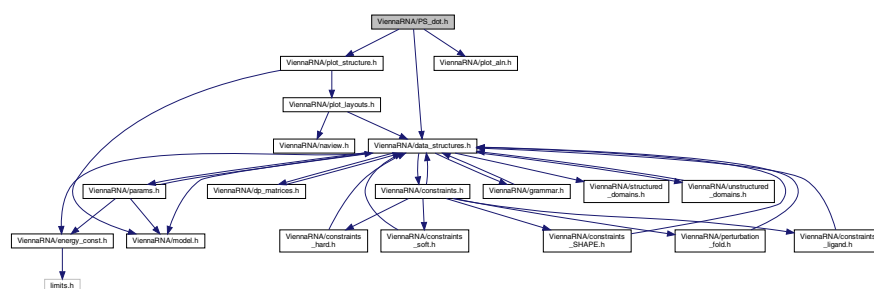 ViennaRNA/PS_dot.h
ViennaRNA/plot_structure.h
ViennaRNA/plot_aln.h
ViennaRNA/plot_layouts.h
ViennaRNA/naview.h
ViennaRNA/data_structures.h
ViennaRNA/params.h
ViennaRNA/dp_matrices.h
ViennaRNA/constraints.h
ViennaRNA/grammar.h
ViennaRNA/structured
_domains.h
ViennaRNA/unstructured
_domains.h
ViennaRNA/energy_const.h
ViennaRNA/model.h
ViennaRNA/constraints
_hard.h
ViennaRNA/constraints
_soft.h
ViennaRNA/constraints
_SHAPE.h
ViennaRNA/perturbation
_fold.h
ViennaRNA/constraints
_ligand.h
limits.h